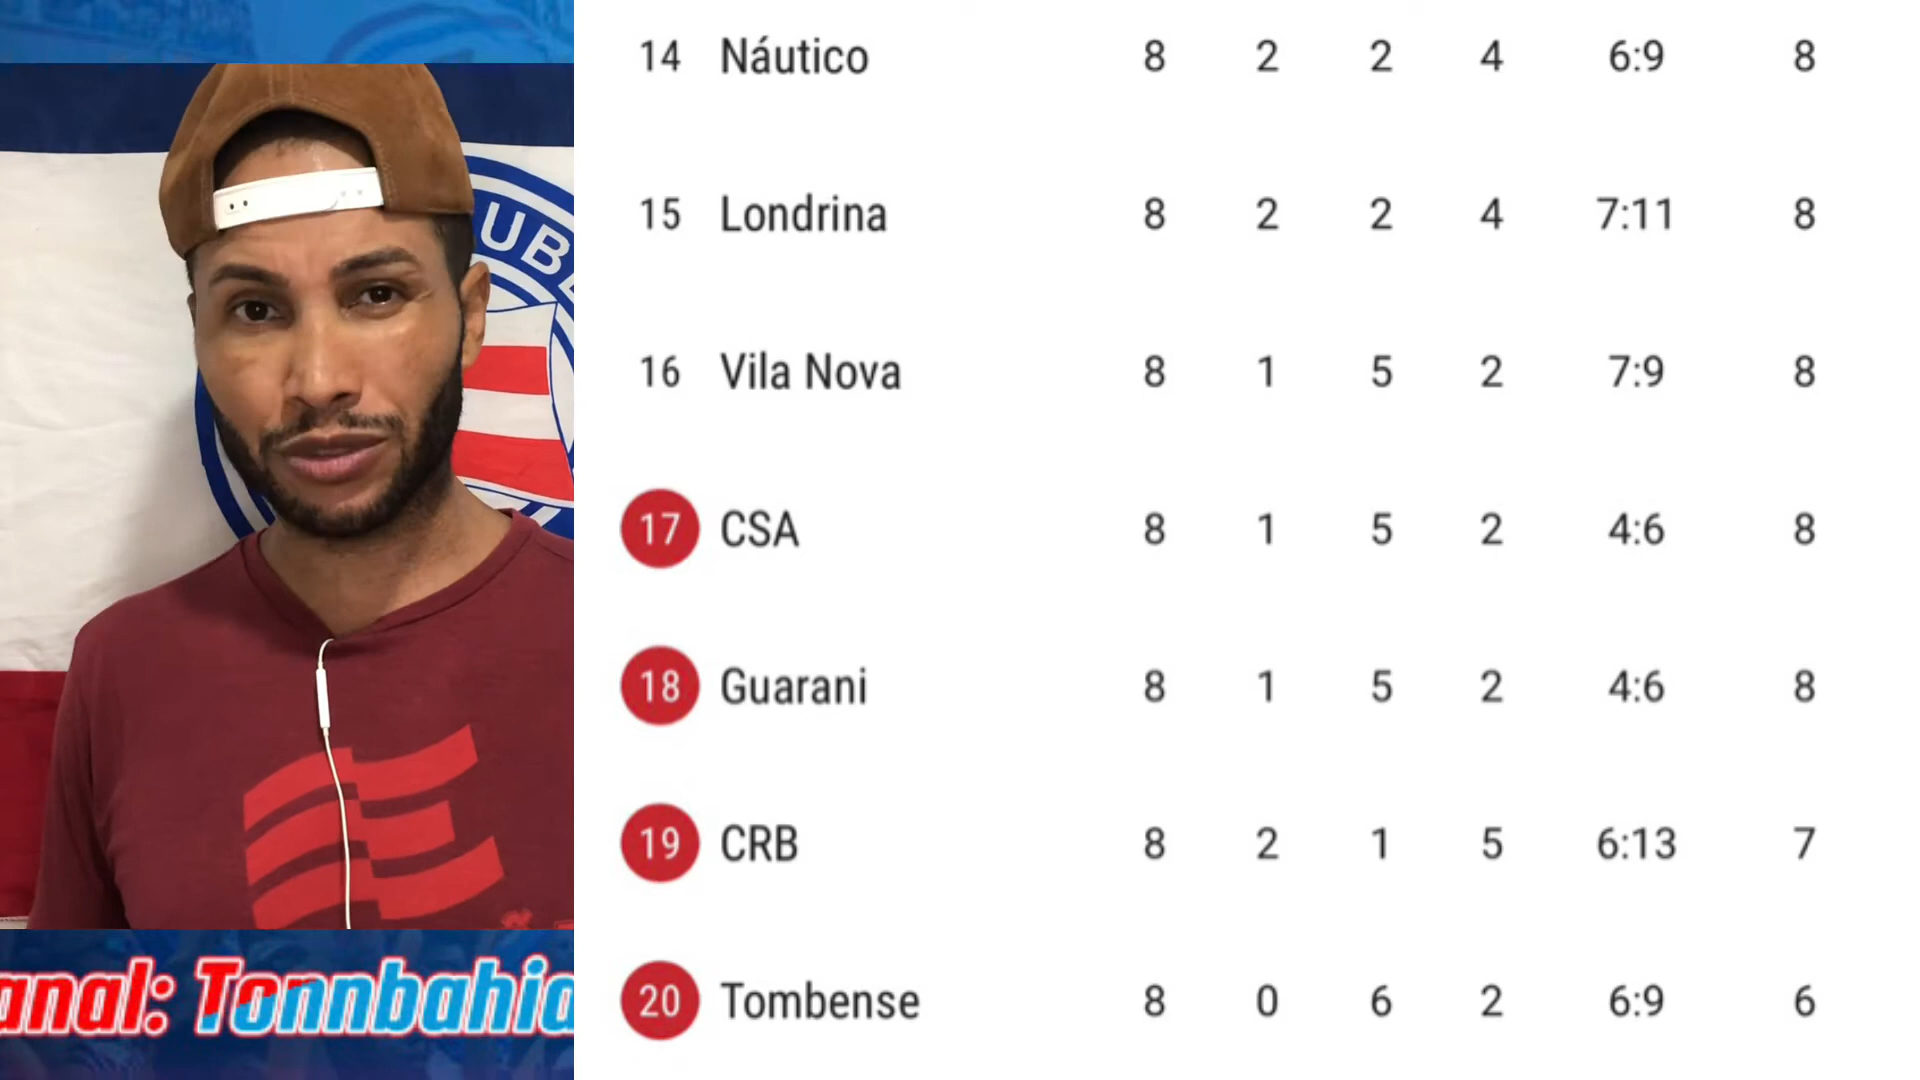 UB
anal: Tonnbahia
14 Náutico 8 2 2 4 6:9 8
15 Londrina 8 2 2 4 7:11 8
16 Vila Nova 8 1 5 2 7:9 8
17 CSA 8 1 5 2 4:6 8
18 Guarani 8 1 5 2 4:6 8
19 CRB 8 2 1 5 6:13 7
20 Tombense 8 0 6 2 6:9 6